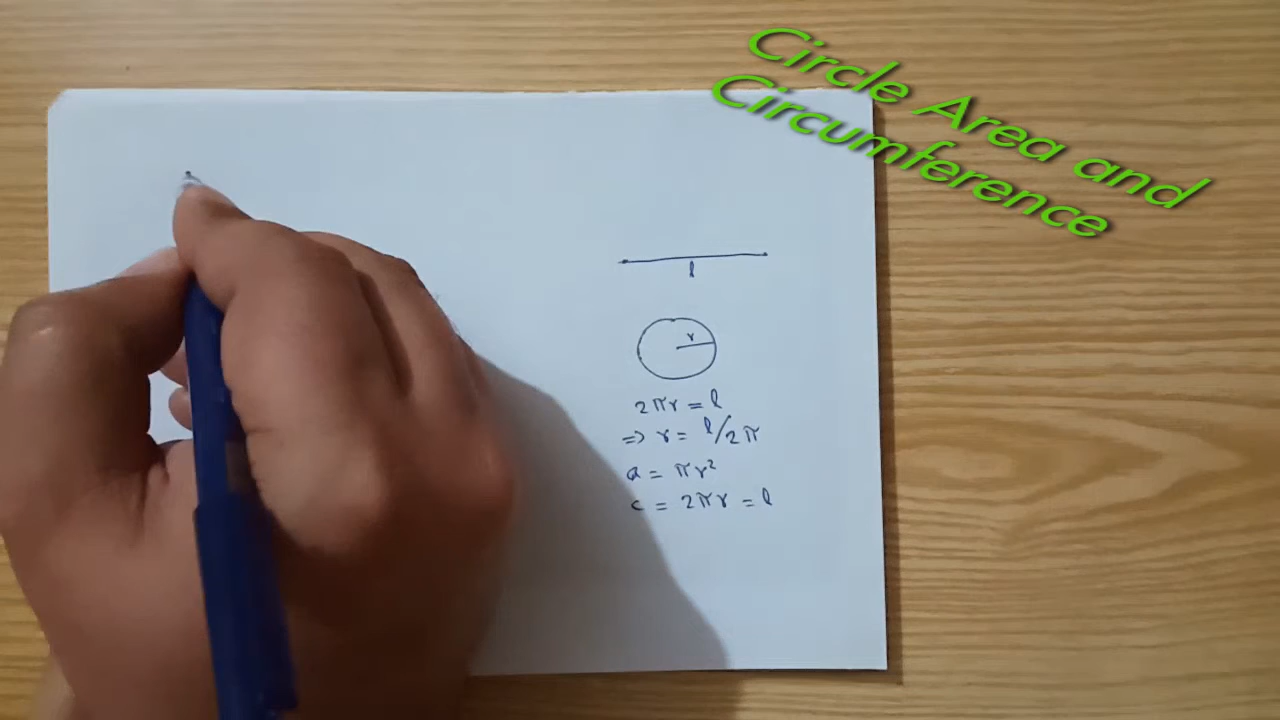 Circle Area and
Circumference
l
r
2πr = l
=> r = l/2π
a = πr²
c = 2πr = l